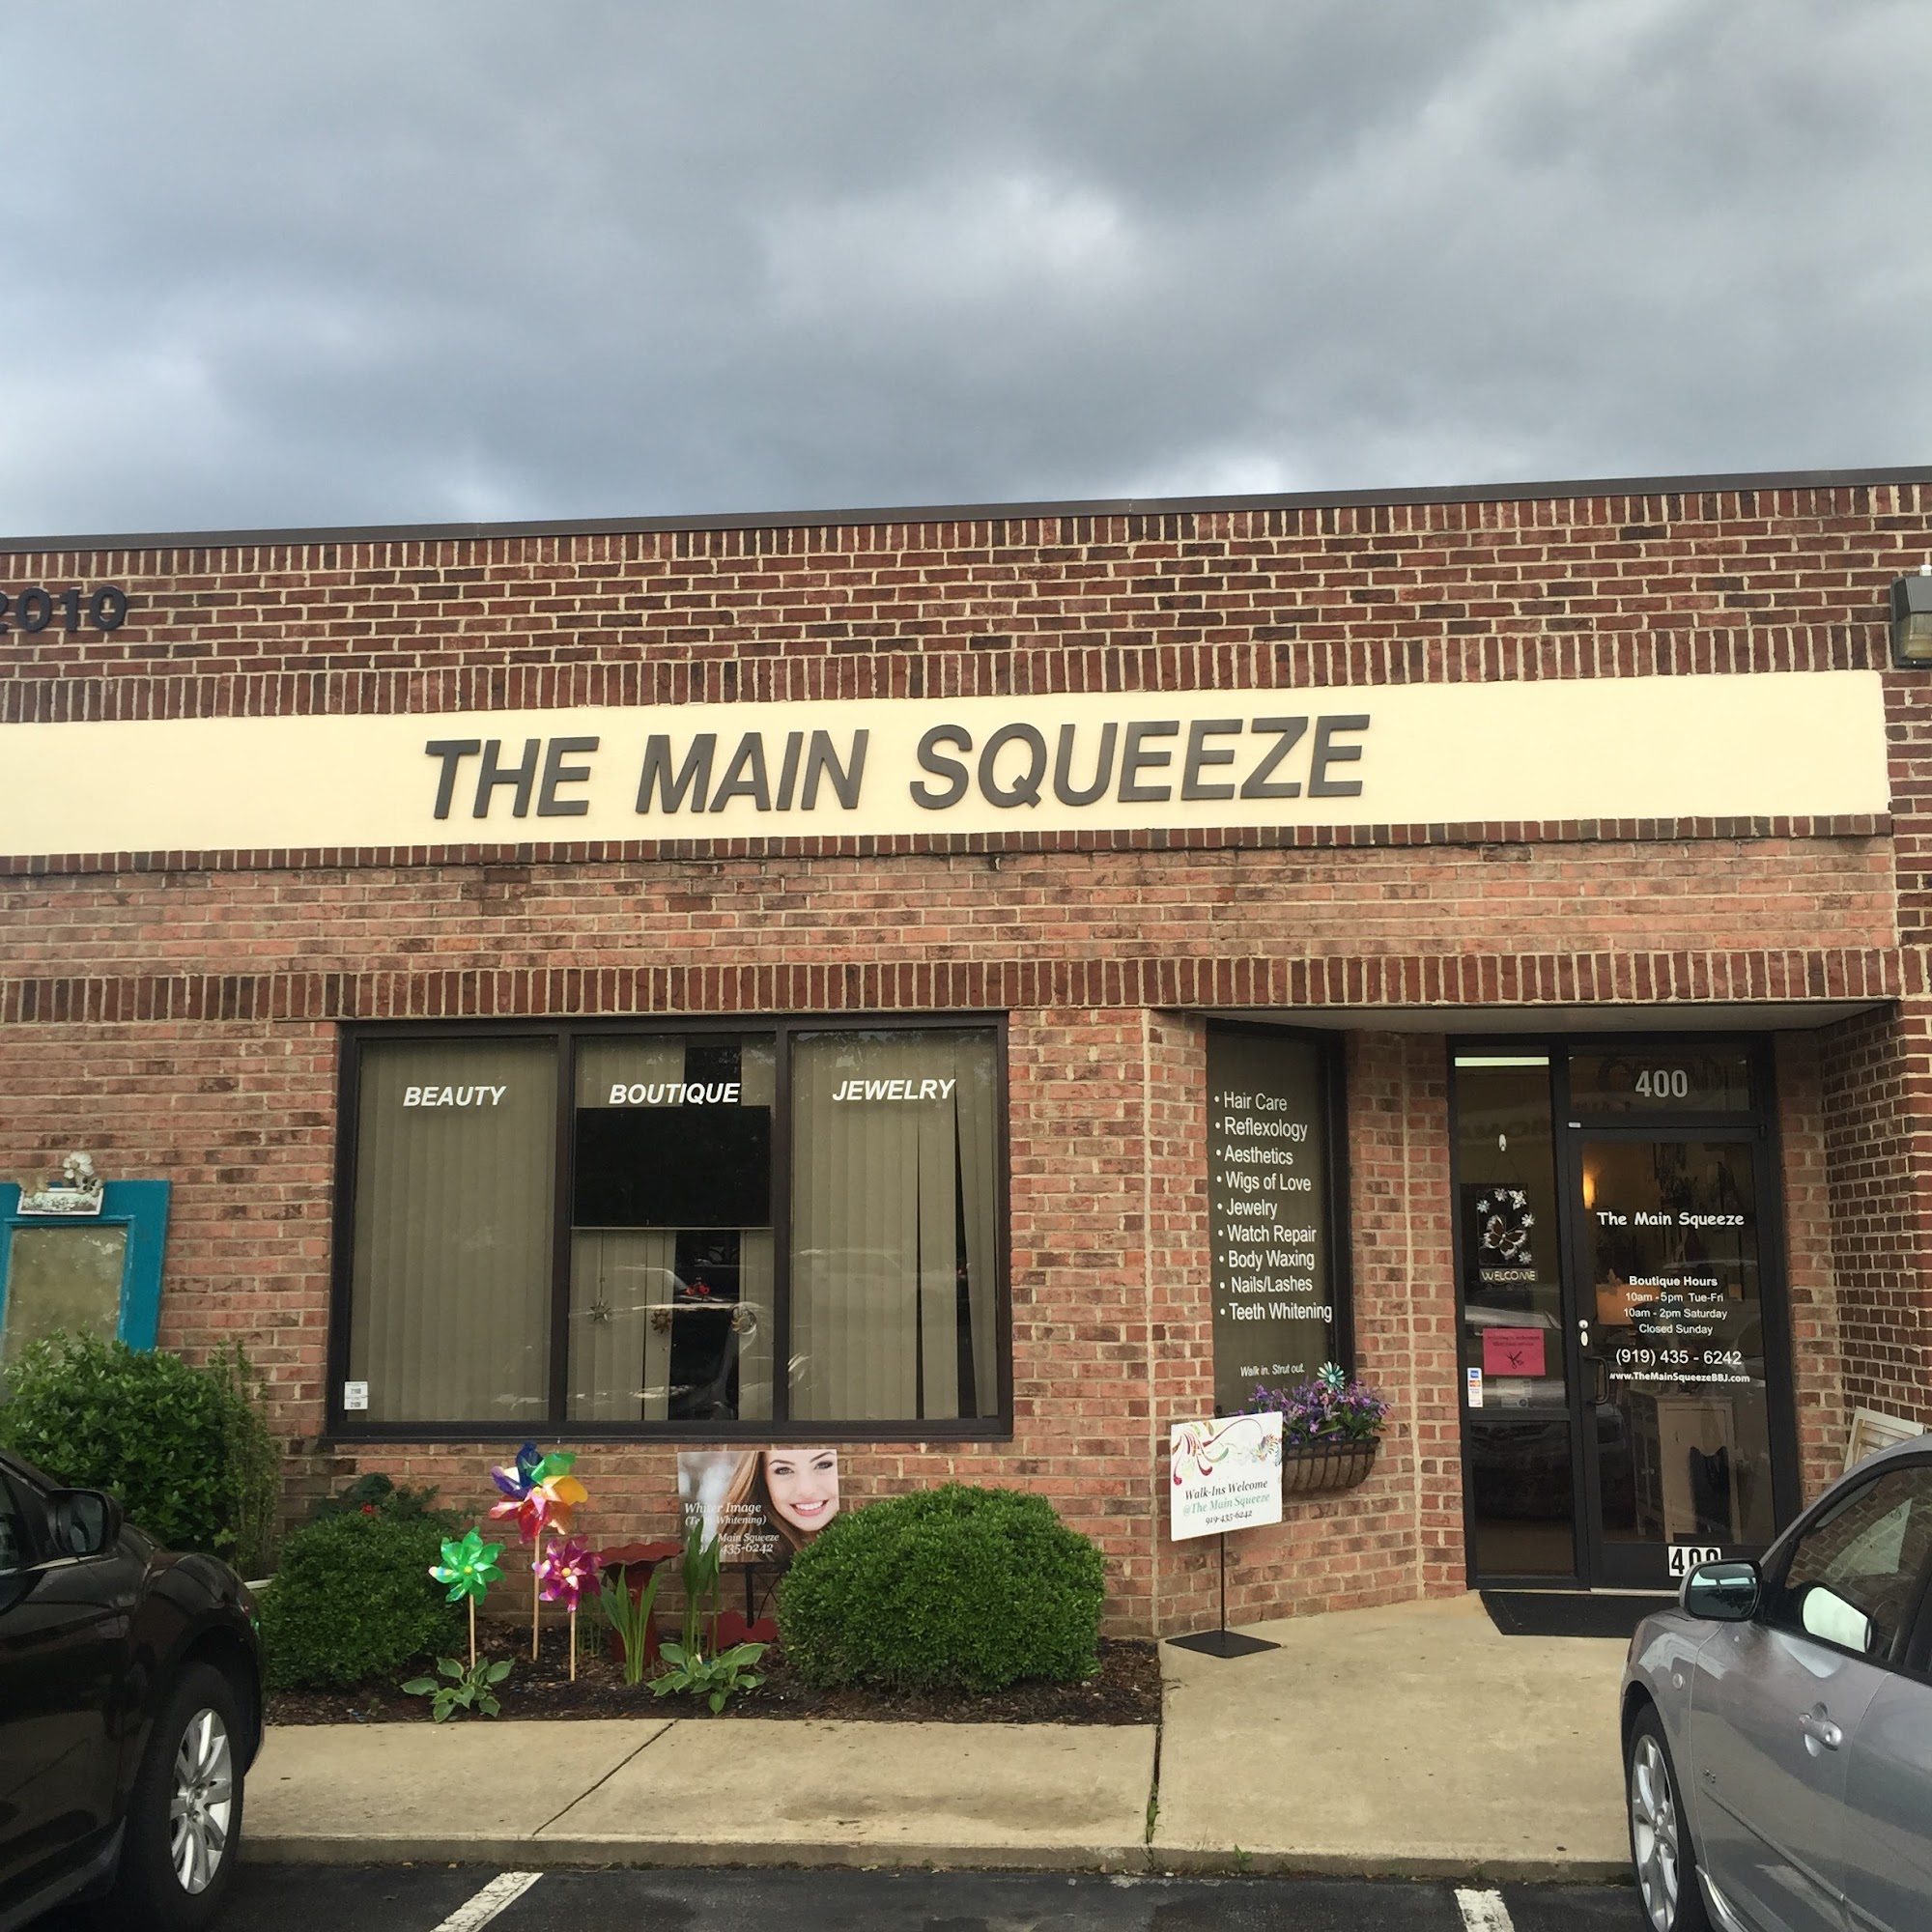 2010
THE MAIN SQUEEZE
BEAUTY
BOUTIQUE
JEWELRY
• Hair Care
• Reflexology
• Aesthetics
• Wigs of Love
• Jewelry
• Watch Repair
• Body Waxing
• Nails/Lashes
• Teeth Whitening
Walk in. Strut out.
400
The Main Squeeze
Boutique Hours
10am - 5pm Tue-Fri
10am - 2pm Saturday
Closed Sunday
(919) 435 - 6242
www.TheMainSqueezeBBJ.com
WELCOME
Whiter Image
Whitening)
Main Squeeze
435-6242
Walk-Ins Welcome
@The Main Squeeze
919-435-6242
400